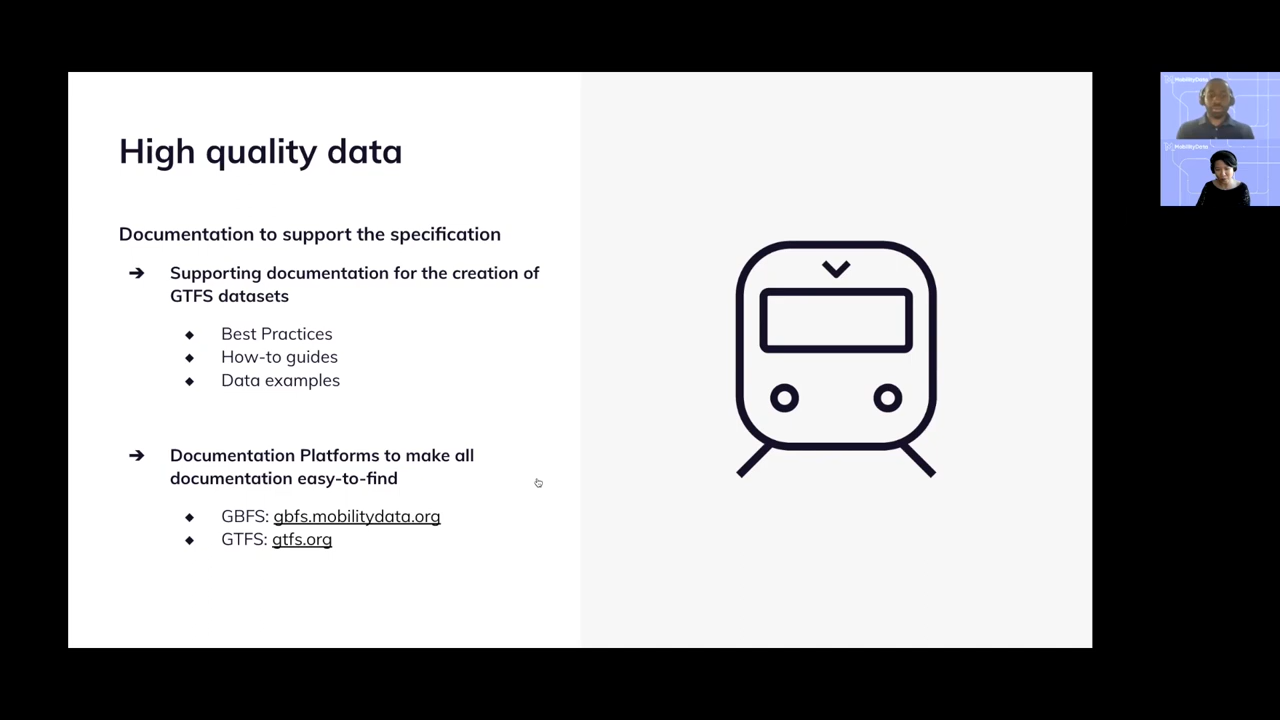 High quality data
Documentation to support the specification
➔ Supporting documentation for the creation of
GTFS datasets
◆ Best Practices
◆ How-to guides
◆ Data examples
➔ Documentation Platforms to make all
documentation easy-to-find
◆ GBFS: gbfs.mobilitydata.org
◆ GTFS: gtfs.org
MobilityData
MobilityData